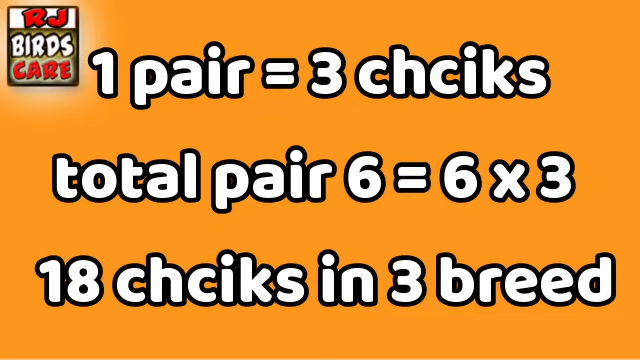 RJ
BIRDS
CARE
1 pair = 3 chciks
total pair 6 = 6 x 3
18 chciks in 3 breed